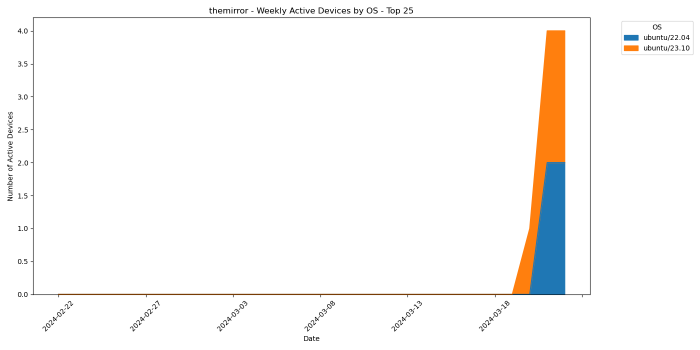 themirror - Weekly Active Devices by OS - Top 25
OS
ubuntu/22.04
ubuntu/23.10
Number of Active Devices
4.0
3.5
3.0
2.5
2.0
1.5
1.0
0.5
0.0
2024-02-22
2024-02-27
2024-03-03
2024-03-08
2024-03-13
2024-03-18
Date